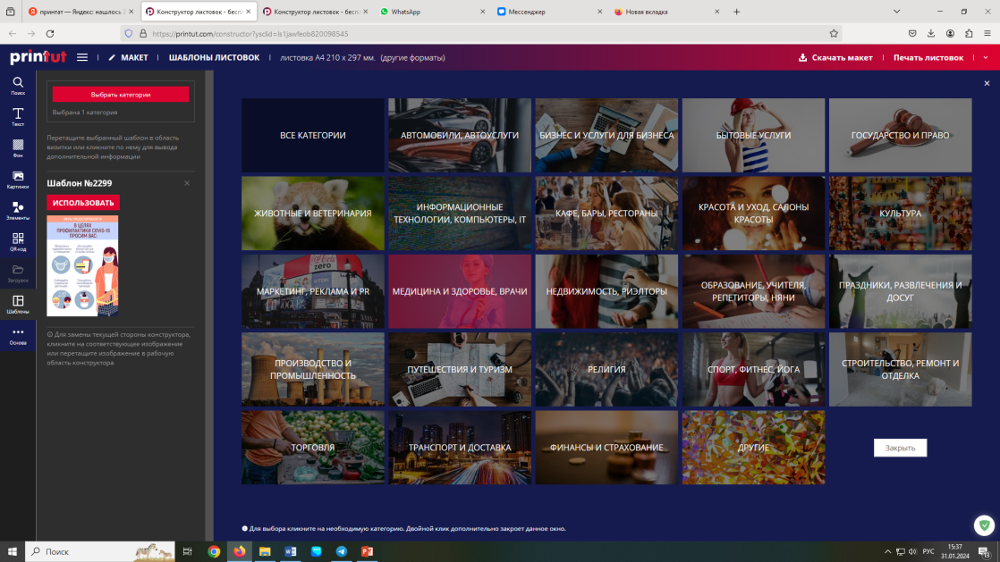 принтат — Яндекс: нашлось
Конструктор листовок - бесп
Конструктор листовок - бесп
WhatsApp
Мессенджер
Новая вкладка
https://printut.com/constructor?ysclid=ls1jawfeob820098545
printut
МАКЕТ
ШАБЛОНЫ ЛИСТОВОК
листовка А4 210 x 297 мм. (другие форматы)
Скачать макет
Печать листовок
Поиск
Текст
Фон
Картинки
Элементы
QR-код
Загрузки
Шаблоны
Основа
Выбрать категории
Выбрана 1 категория
Перетащите выбранный шаблон в область
визитки или кликните по нему для вывода
дополнительной информации
Шаблон №2299
ИСПОЛЬЗОВАТЬ
В ЦЕЛЯХ
ПРОФИЛАКТИКИ COVID-19
ПРОСИМ ВАС:
Для замены текущей стороны конструктора,
кликните на соответствующее изображение
или перетащите изображение в рабочую
область конструктора
ВСЕ КАТЕГОРИИ
АВТОМОБИЛИ, АВТОУСЛУГИ
БИЗНЕС И УСЛУГИ ДЛЯ БИЗНЕСА
БЫТОВЫЕ УСЛУГИ
ГОСУДАРСТВО И ПРАВО
ЖИВОТНЫЕ И ВЕТЕРИНАРИЯ
ИНФОРМАЦИОННЫЕ
ТЕХНОЛОГИИ, КОМПЬЮТЕРЫ, IT
КАФЕ, БАРЫ, РЕСТОРАНЫ
КРАСОТА И УХОД, САЛОНЫ
КРАСОТЫ
КУЛЬТУРА
Coca-Cola
zero
МАРКЕТИНГ, РЕКЛАМА И PR
МЕДИЦИНА И ЗДОРОВЬЕ, ВРАЧИ
НЕДВИЖИМОСТЬ, РИЭЛТОРЫ
ОБРАЗОВАНИЕ, УЧИТЕЛЯ,
РЕПЕТИТОРЫ, НЯНИ
ПРАЗДНИКИ, РАЗВЛЕЧЕНИЯ И
ДОСУГ
ПРОИЗВОДСТВО И
ПРОМЫШЛЕННОСТЬ
ПУТЕШЕСТВИЯ И ТУРИЗМ
РЕЛИГИЯ
СПОРТ, ФИТНЕС, ЙОГА
СТРОИТЕЛЬСТВО, РЕМОНТ И
ОТДЕЛКА
ТОРГОВЛЯ
ТРАНСПОРТ И ДОСТАВКА
ФИНАНСЫ И СТРАХОВАНИЕ
ДРУГИЕ
Закрыть
Для выбора кликните на необходимую категорию. Двойной клик дополнительно закроет данное окно.
Поиск
РУС
15:37
31.01.2024